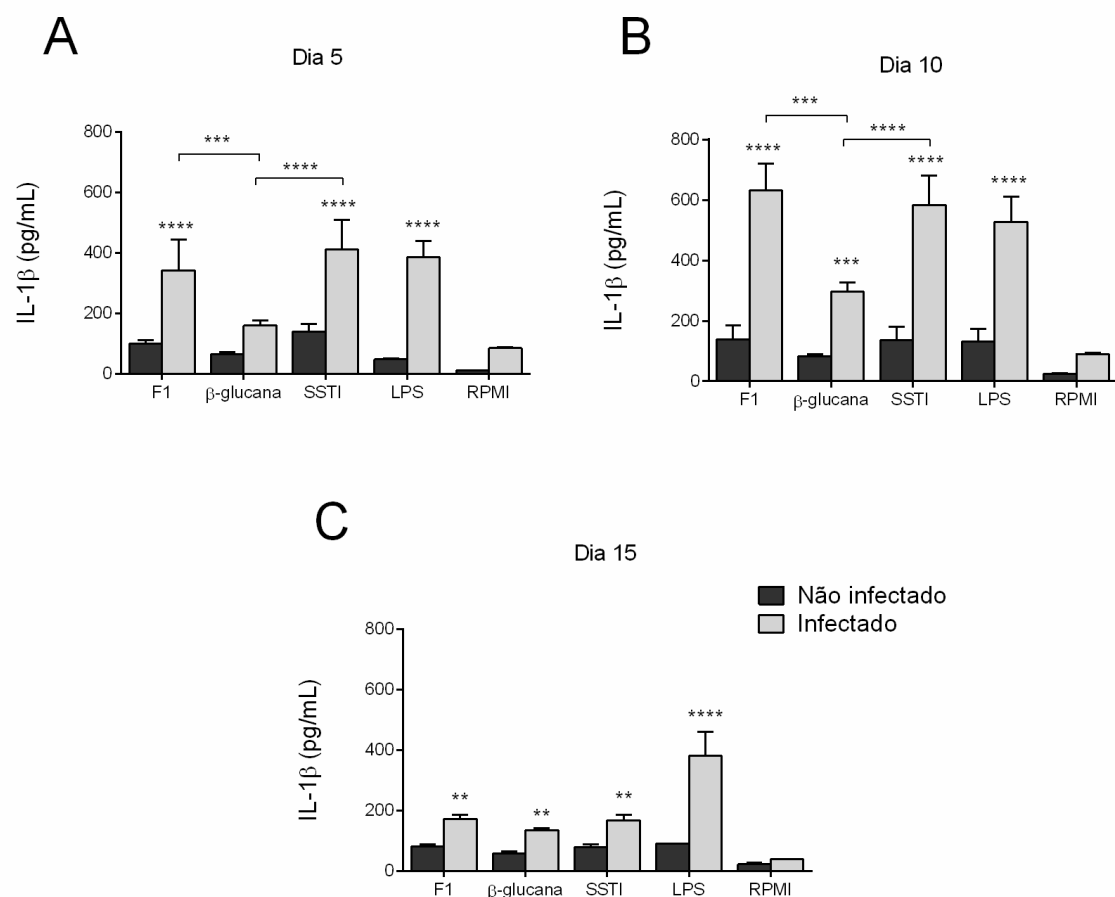 A
Dia 5
IL-1β (pg/mL)
800
600
400
200
0
***
****
****
****
****
F1
β-glucana
SSTI
LPS
RPMI
B
Dia 10
IL-1β (pg/mL)
800
600
400
200
0
***
****
****
****
****
***
F1
β-glucana
SSTI
LPS
RPMI
C
Dia 15
Não infectado
Infectado
IL-1β (pg/mL)
800
600
400
200
0
****
**
**
**
F1
β-glucana
SSTI
LPS
RPMI